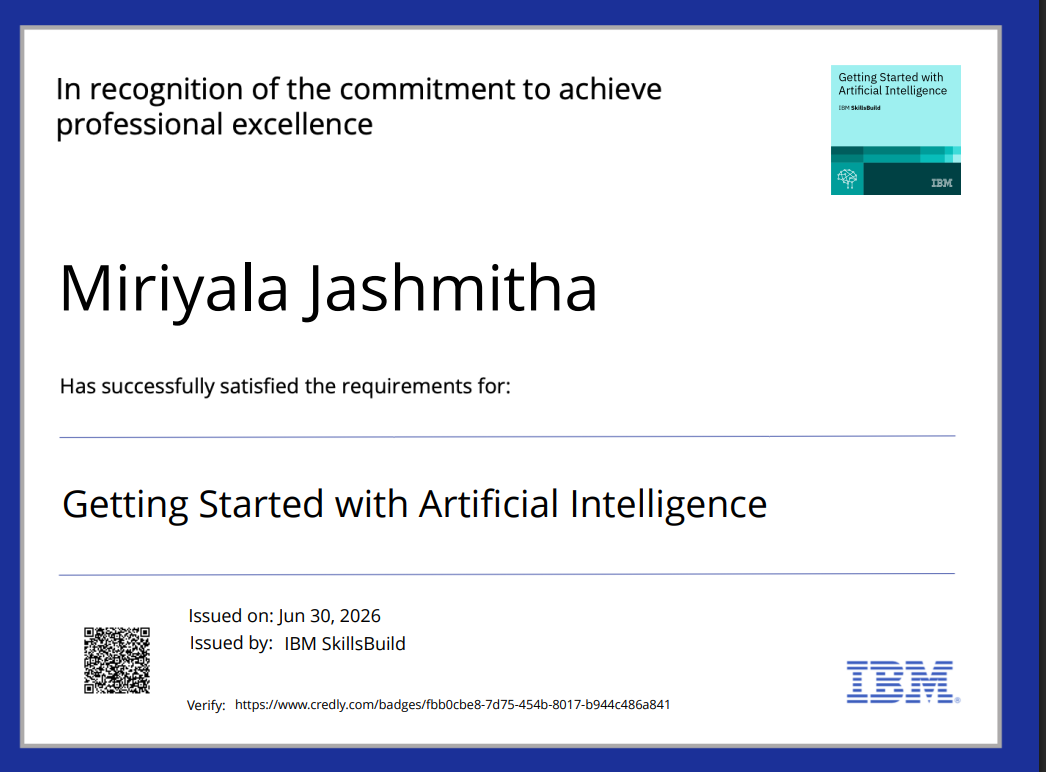 In recognition of the commitment to achieve
professional excellence
Getting Started with
Artificial Intelligence
IBM SkillsBuild
IBM
Miriyala Jashmitha
Has successfully satisfied the requirements for:
Getting Started with Artificial Intelligence
Issued on: Jun 30, 2026
Issued by: IBM SkillsBuild
Verify: https://www.credly.com/badges/fbb0cbe8-7d75-454b-8017-b944c486a841
IBM®